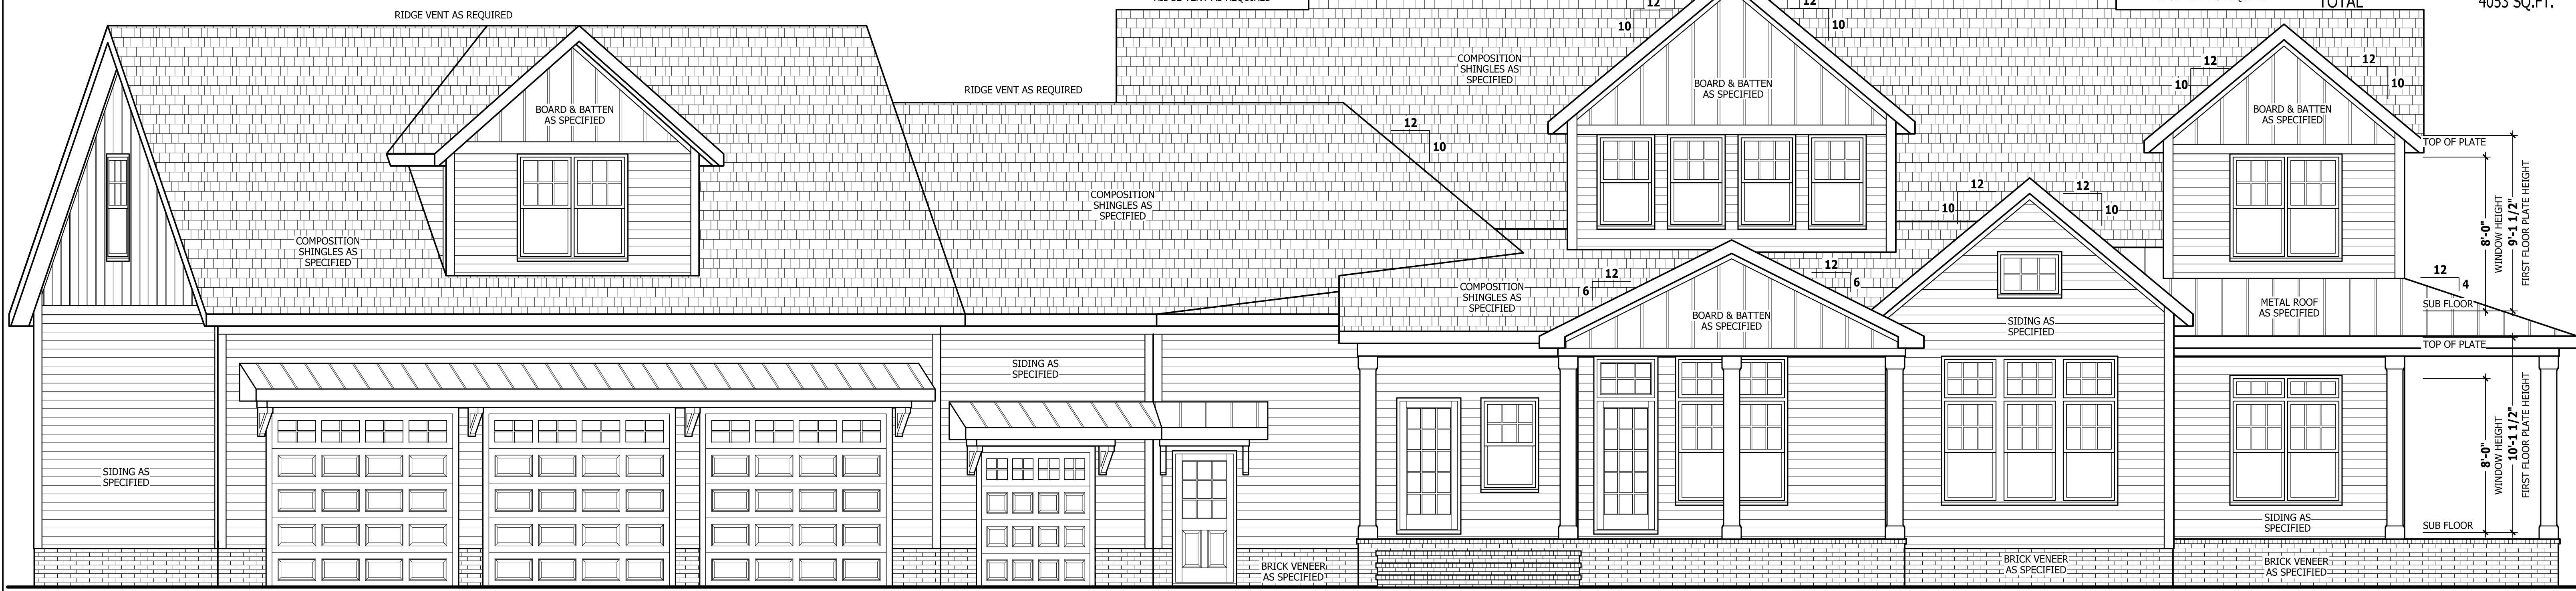 RIDGE VENT AS REQUIRED
TOTAL
4053 SQ.FT.
RIDGE VENT AS REQUIRED
12
10
12
10
COMPOSITION
SHINGLES AS
SPECIFIED
BOARD & BATTEN
AS SPECIFIED
12
10
12
10
BOARD & BATTEN
AS SPECIFIED
BOARD & BATTEN
AS SPECIFIED
RIDGE VENT AS REQUIRED
12
10
TOP OF PLATE
COMPOSITION
SHINGLES AS
SPECIFIED
12
10
12
10
COMPOSITION
SHINGLES AS
SPECIFIED
8'-0"
WINDOW HEIGHT
9'-1 1/2"
FIRST FLOOR PLATE HEIGHT
12
6
12
6
12
4
COMPOSITION
SHINGLES AS
SPECIFIED
BOARD & BATTEN
AS SPECIFIED
SIDING AS
SPECIFIED
METAL ROOF
AS SPECIFIED
SUB FLOOR
TOP OF PLATE
SIDING AS
SPECIFIED
8'-0"
WINDOW HEIGHT
10'-1 1/2"
FIRST FLOOR PLATE HEIGHT
SIDING AS
SPECIFIED
SIDING AS
SPECIFIED
SUB FLOOR
BRICK VENEER
AS SPECIFIED
BRICK VENEER
AS SPECIFIED
BRICK VENEER
AS SPECIFIED